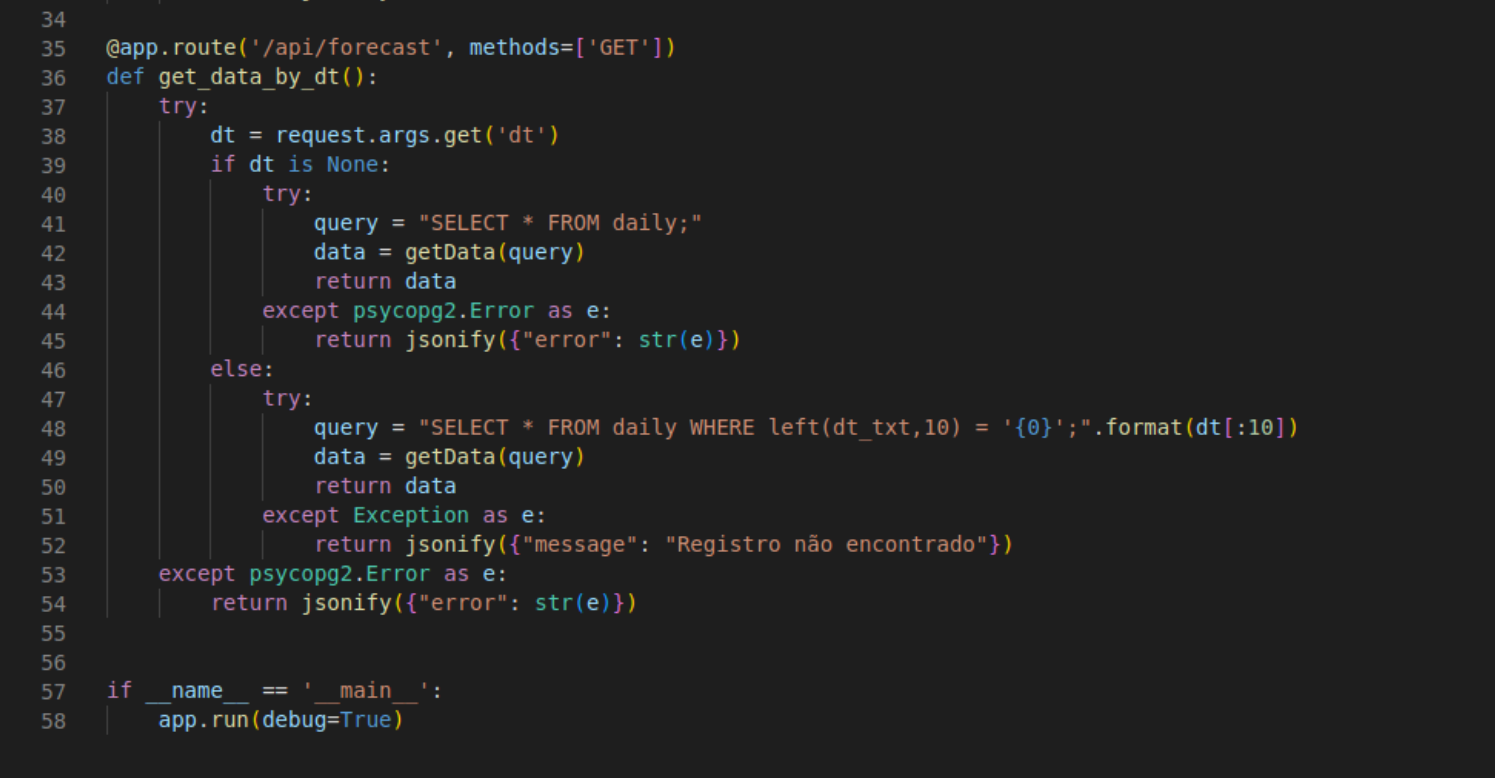 34
35 @app.route('/api/forecast', methods=['GET'])
36 def get_data_by_dt():
37     try:
38         dt = request.args.get('dt')
39         if dt is None:
40             try:
41                 query = "SELECT * FROM daily;"
42                 data = getData(query)
43                 return data
44             except psycopg2.Error as e:
45                 return jsonify({"error": str(e)})
46         else:
47             try:
48                 query = "SELECT * FROM daily WHERE left(dt_txt,10) = '{0}';".format(dt[:10])
49                 data = getData(query)
50                 return data
51             except Exception as e:
52                 return jsonify({"message": "Registro não encontrado"})
53     except psycopg2.Error as e:
54         return jsonify({"error": str(e)})
55
56
57 if __name__ == '__main__':
58     app.run(debug=True)